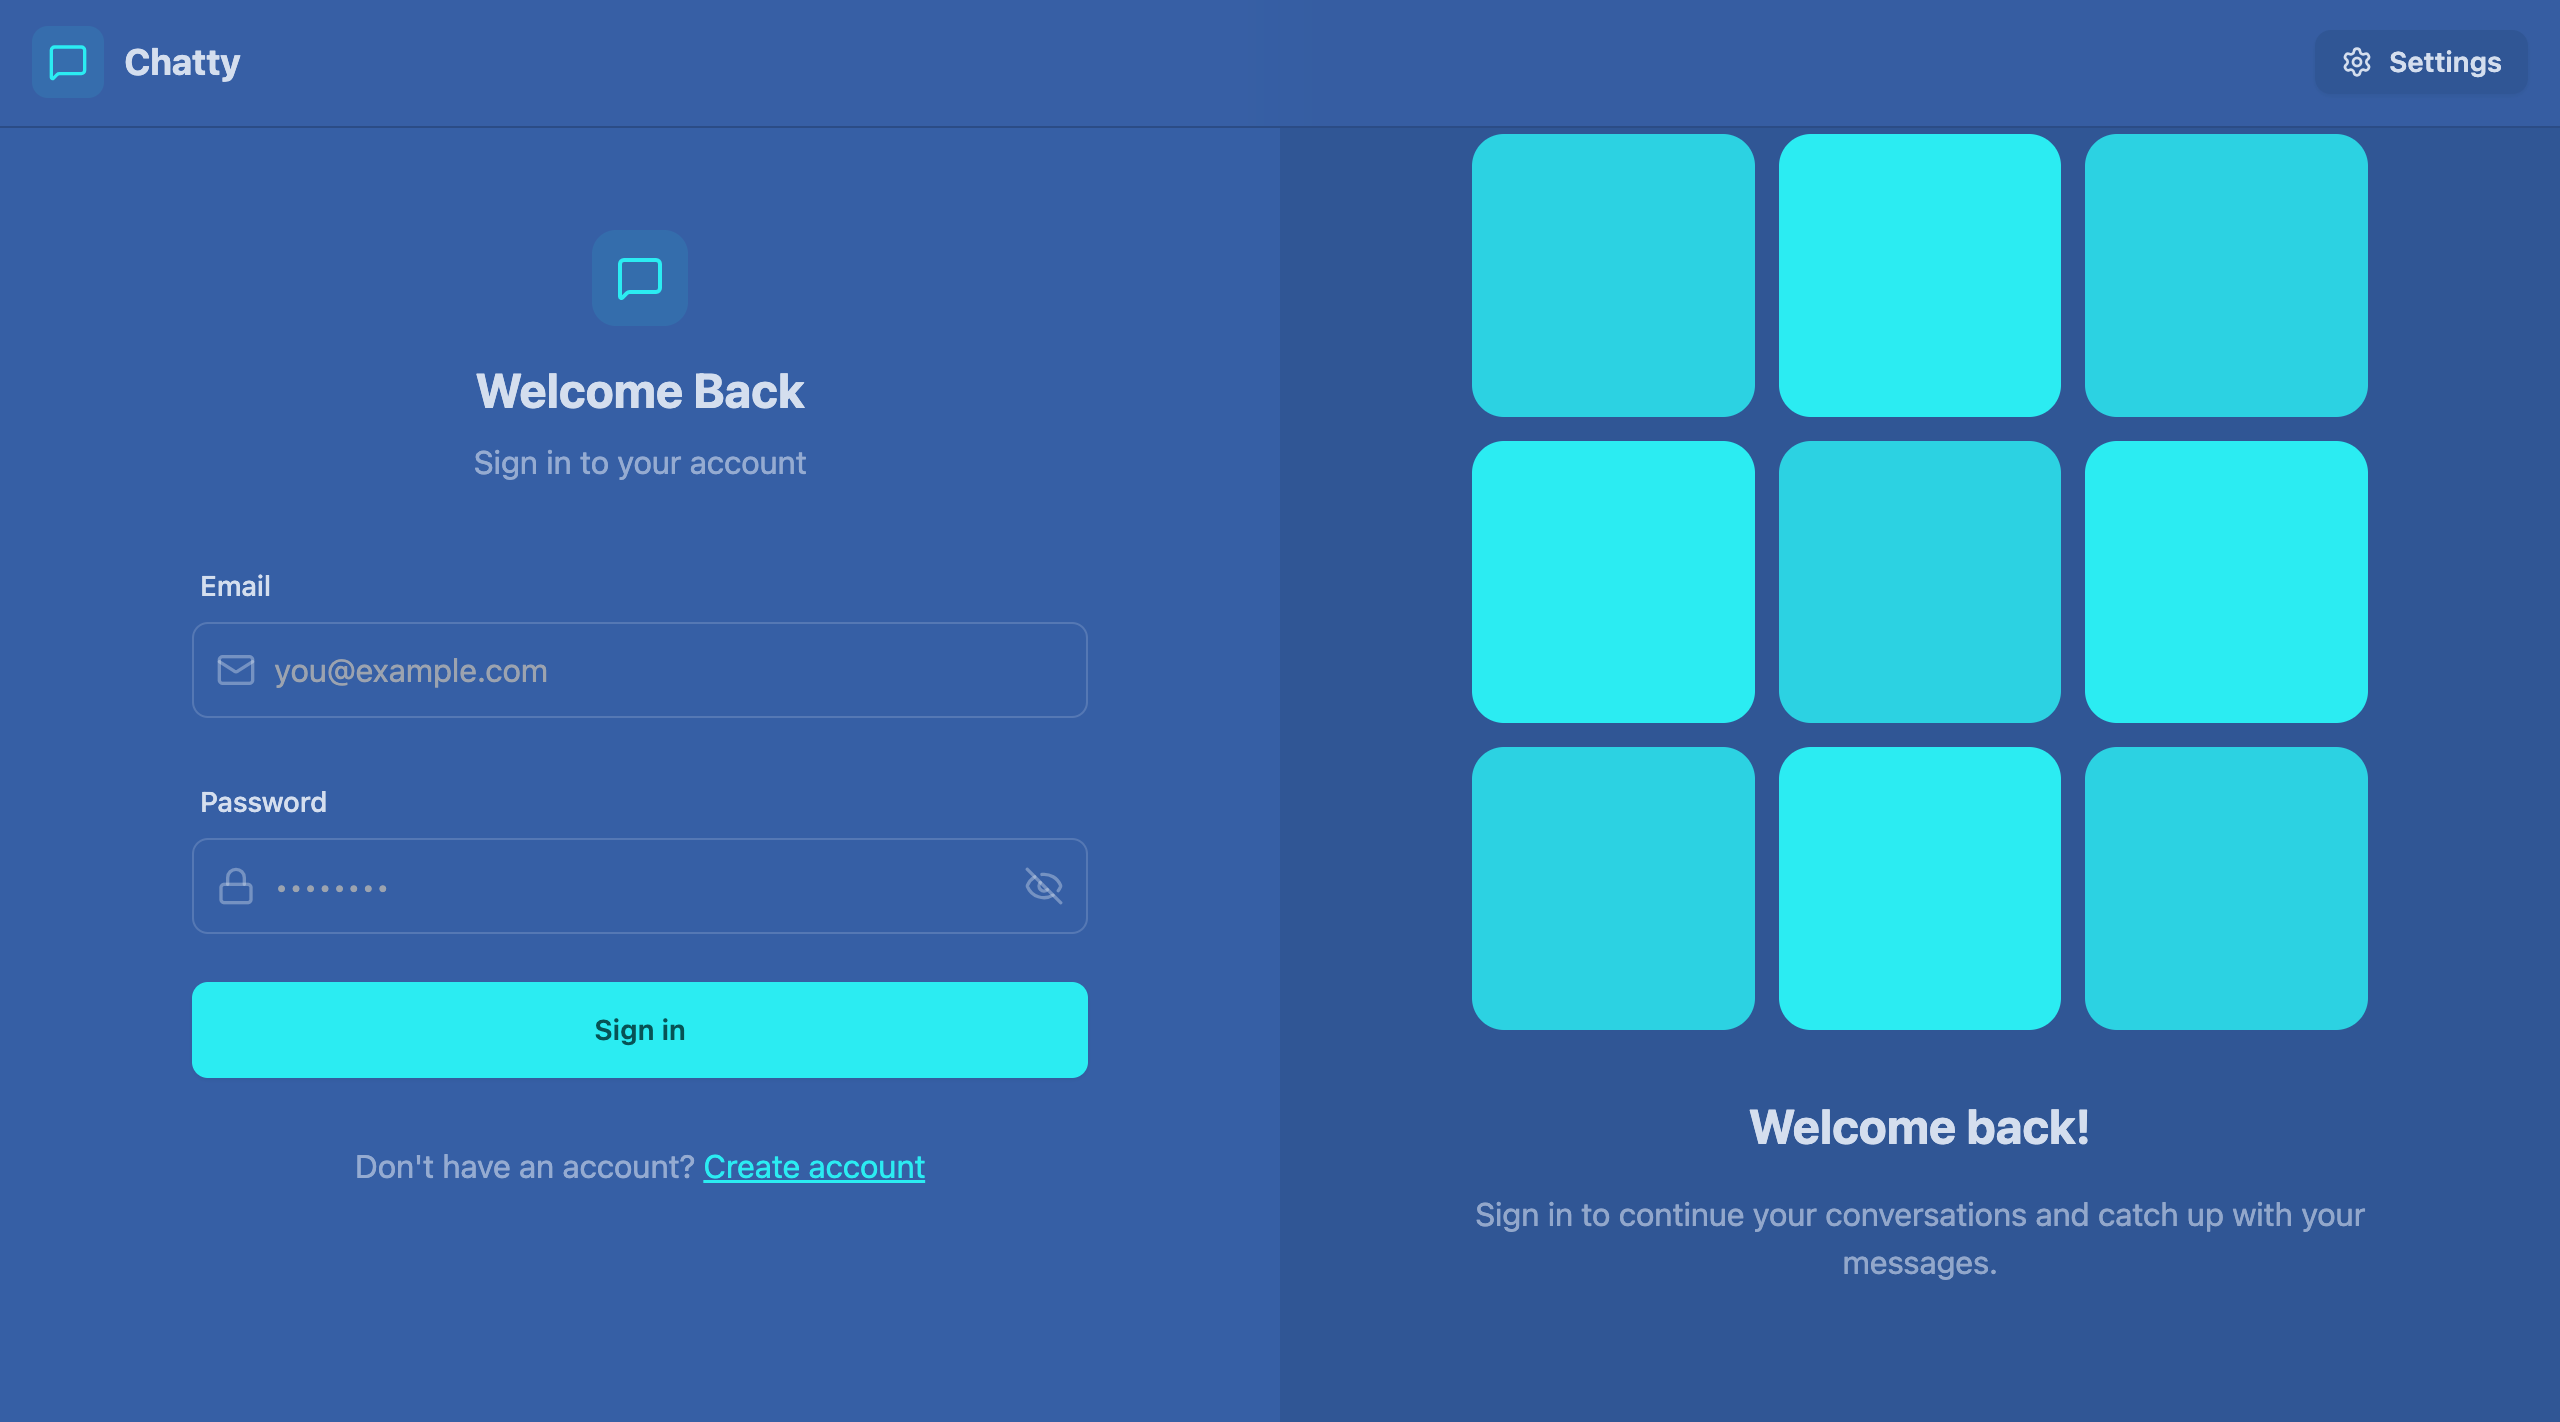 Chatty
Settings
Welcome Back
Sign in to your account
Email
you@example.com
Password
••••••••
Sign in
Don't have an account? Create account
Welcome back!
Sign in to continue your conversations and catch up with your
messages.